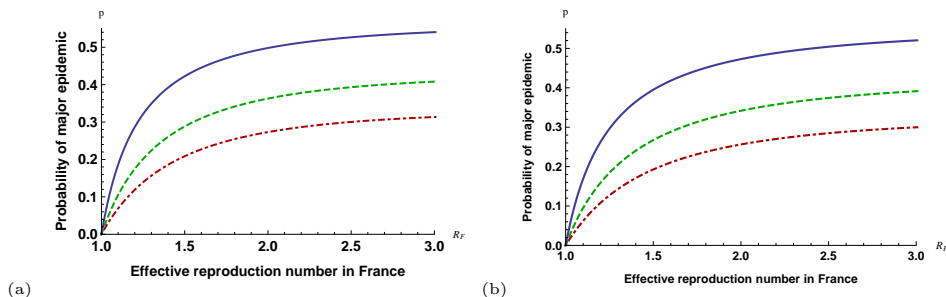 p
Probability of major epidemic
0.5
0.4
0.3
0.2
0.1
0.0
1.0 1.5 2.0 2.5 3.0
R_F
Effective reproduction number in France
(a)
p
Probability of major epidemic
0.5
0.4
0.3
0.2
0.1
0.0
1.0 1.5 2.0 2.5 3.0
Effective reproduction number in France
(b)